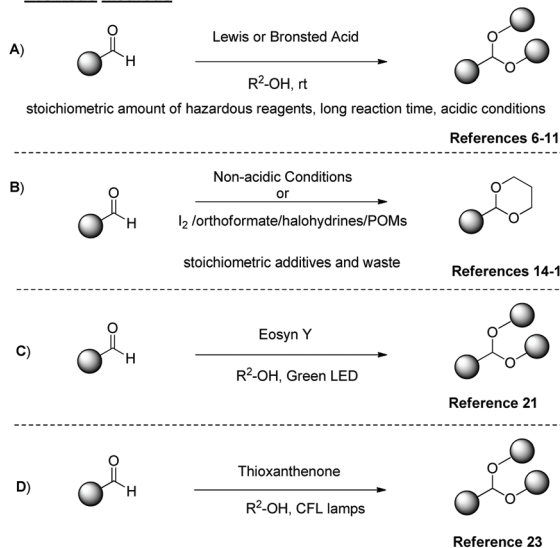 A)
O
H
Lewis or Bronsted Acid
R²-OH, rt
O
O
stoichiometric amount of hazardous reagents, long reaction time, acidic conditions
References 6-11
B)
O
H
Non-acidic Conditions
or
I₂ /orthoformate/halohydrines/POMs
stoichiometric additives and waste
O
O
References 14-1
C)
O
H
Eosyn Y
R²-OH, Green LED
O
O
Reference 21
D)
O
H
Thioxanthenone
R²-OH, CFL lamps
O
O
Reference 23